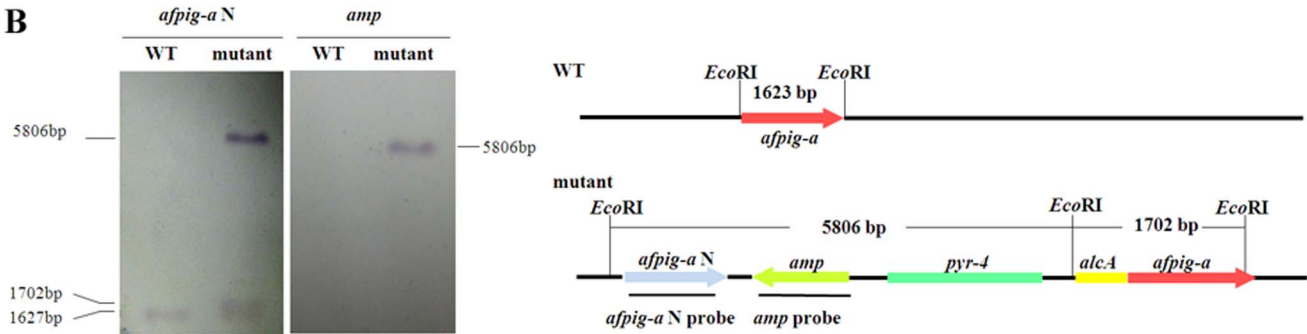 B
afpig-a N
amp
WT mutant
WT mutant
5806bp
5806bp
1702bp
1627bp
WT
EcoRI
EcoRI
1623 bp
afpig-a
mutant
EcoRI
EcoRI
EcoRI
5806 bp
1702 bp
afpig-a N
amp
pyr-4
alcA
afpig-a
afpig-a N probe
amp probe